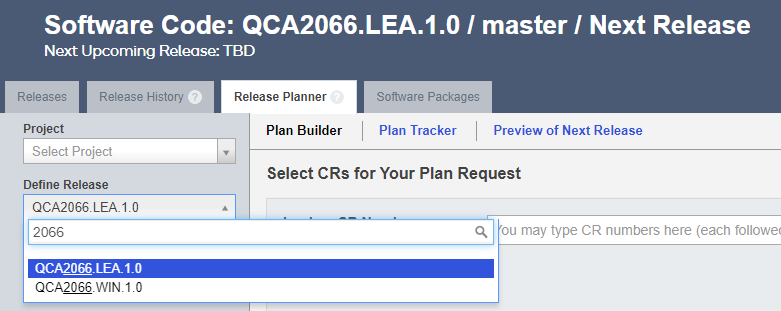 Software Code: QCA2066.LEA.1.0 / master / Next Release
Next Upcoming Release: TBD
Releases
Release History ?
Release Planner ?
Software Packages
Project
Select Project
Define Release
QCA2066.LEA.1.0
2066
QCA2066.LEA.1.0
QCA2066.WIN.1.0
Plan Builder
Plan Tracker
Preview of Next Release
Select CRs for Your Plan Request
You may type CR numbers here (each followed